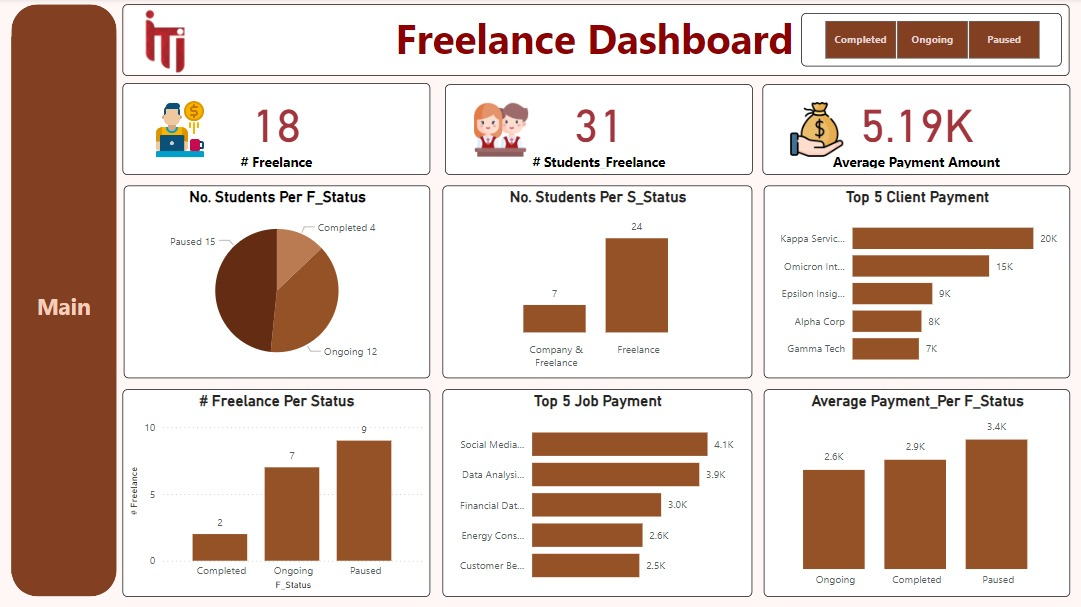 iTi
Freelance Dashboard
Completed
Ongoing
Paused
Main
18
# Freelance
31
# Students_Freelance
5.19K
Average Payment Amount
No. Students Per F_Status
Completed 4
Paused 15
Ongoing 12
No. Students Per S_Status
24
7
Company &
Freelance
Freelance
Top 5 Client Payment
Kappa Servic... 20K
Omicron Int... 15K
Epsilon Insig... 9K
Alpha Corp 8K
Gamma Tech 7K
# Freelance Per Status
# Freelance
10
5
0
2
7
9
Completed
Ongoing
Paused
F_Status
Top 5 Job Payment
Social Media... 4.1K
Data Analysi... 3.9K
Financial Dat... 3.0K
Energy Cons... 2.6K
Customer Be... 2.5K
Average Payment_Per F_Status
2.6K
2.9K
3.4K
Ongoing
Completed
Paused